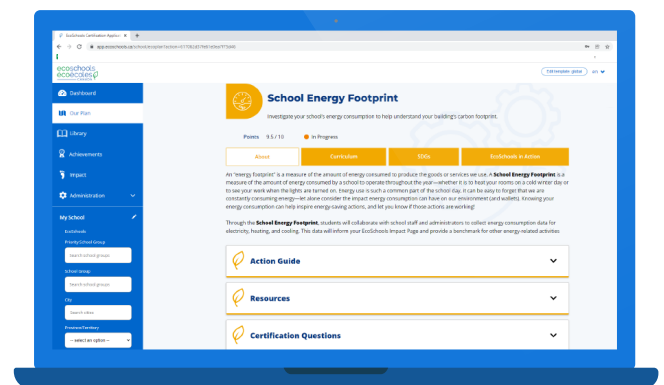 EcoSchools Certification Applic
ecoschools
écoécoles
CANADA
Edit template: global
en
Dashboard
Our Plan
Library
Achievements
Impact
Administration
My School
EcoSchools
Priority School Group
Search school groups
School Group
Search school groups
City
Search cities
Province/Territory
-- select an option --
School Energy Footprint
Investigate your school's energy consumption to help understand your building's carbon footprint.
Points 9.5 / 10 In Progress
About Curriculum SDGs EcoSchools in Action
An "energy footprint" is a measure of the amount of energy consumed to produce the goods or services we use. A School Energy Footprint is a
measure of the amount of energy consumed by a school to operate throughout the year—whether it is to heat your rooms on a cold winter day or
to see your work when the lights are turned on. Energy use is such a common part of the school day, it can be easy to forget that we are
constantly consuming energy—let alone consider the impact energy consumption can have on our environment (and wallets). Knowing your
energy consumption can help inspire energy-saving actions, and let you know if those actions are working!
Through the School Energy Footprint, students will collaborate with school staff and administrators to collect energy consumption data for
electricity, heating, and cooling. This data will inform your EcoSchools Impact Page and provide a benchmark for other energy-related activities
Action Guide
Resources
Certification Questions